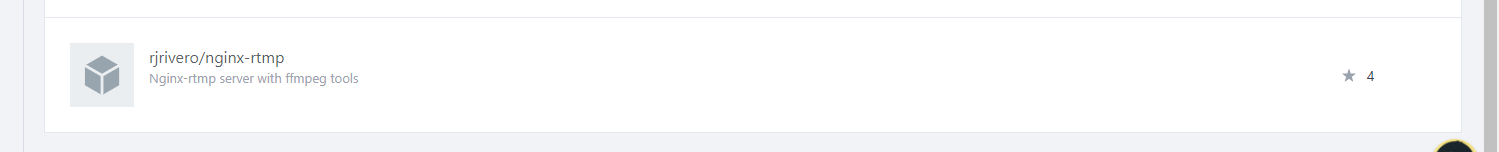 rjrivero/nginx-rtmp
Nginx-rtmp server with ffmpeg tools
★ 4